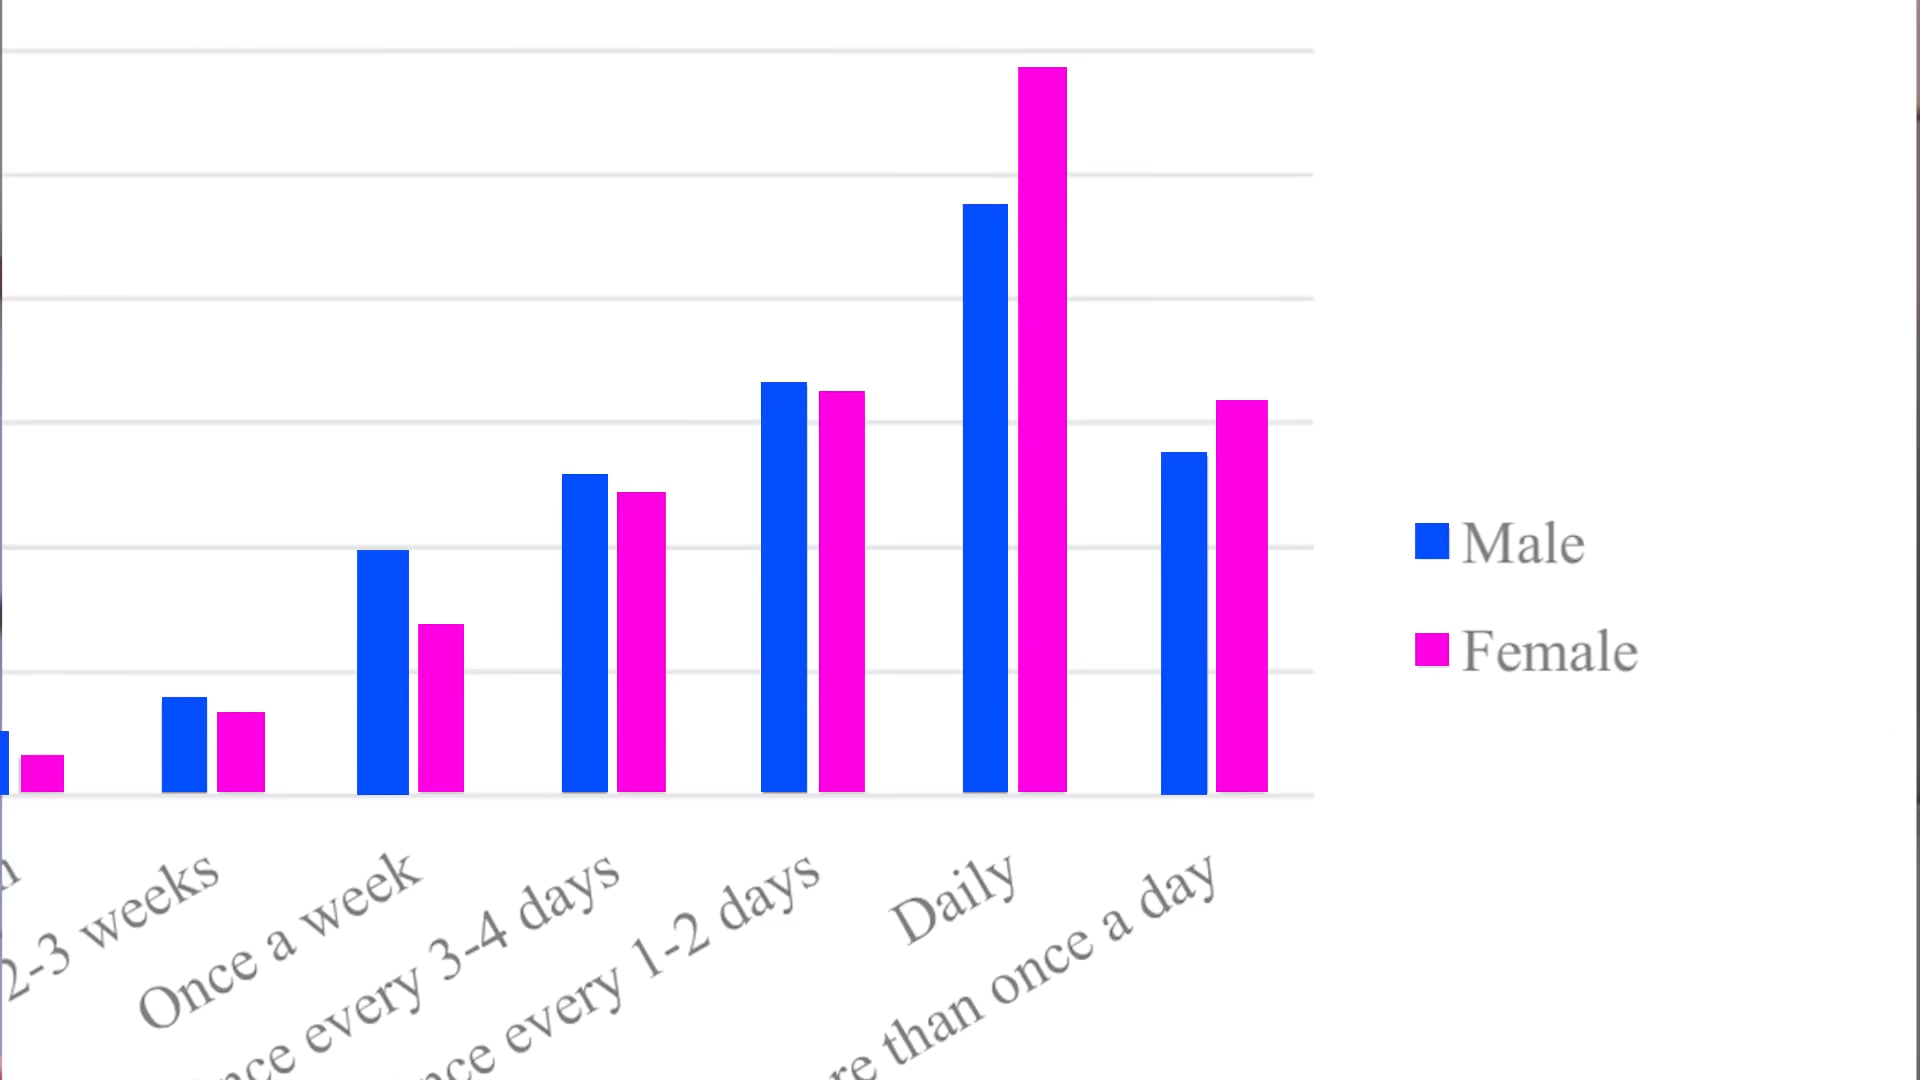 2-3 weeks
Once a week
every 3-4 days
every 1-2 days
Daily
than once a day
Male
Female